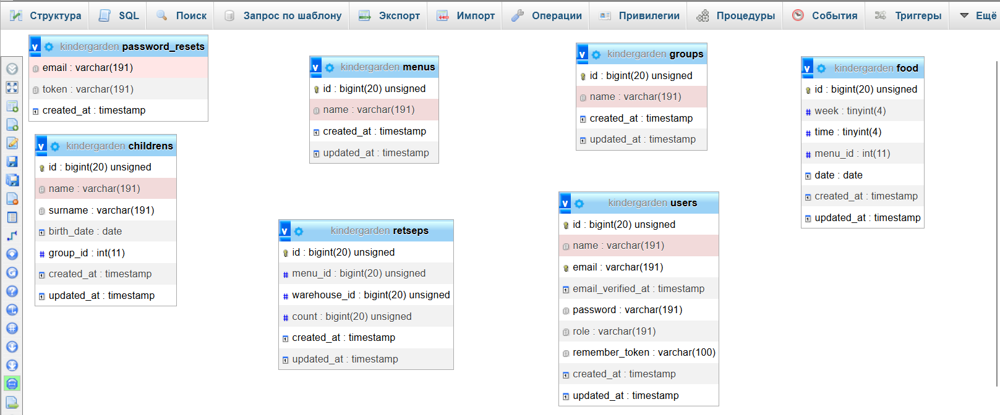 Структура SQL Поиск Запрос по шаблону Экспорт Импорт Операции Привилегии Процедуры События Триггеры Ещё
v kindergarden password_resets
email : varchar(191)
token : varchar(191)
created_at : timestamp
v kindergarden childrens
id : bigint(20) unsigned
name : varchar(191)
surname : varchar(191)
birth_date : date
group_id : int(11)
created_at : timestamp
updated_at : timestamp
v kindergarden menus
id : bigint(20) unsigned
name : varchar(191)
created_at : timestamp
updated_at : timestamp
v kindergarden retseps
id : bigint(20) unsigned
menu_id : bigint(20) unsigned
warehouse_id : bigint(20) unsigned
count : bigint(20) unsigned
created_at : timestamp
updated_at : timestamp
v kindergarden groups
id : bigint(20) unsigned
name : varchar(191)
created_at : timestamp
updated_at : timestamp
v kindergarden users
id : bigint(20) unsigned
name : varchar(191)
email : varchar(191)
email_verified_at : timestamp
password : varchar(191)
role : varchar(191)
remember_token : varchar(100)
created_at : timestamp
updated_at : timestamp
v kindergarden food
id : bigint(20) unsigned
week : tinyint(4)
time : tinyint(4)
menu_id : int(11)
date : date
created_at : timestamp
updated_at : timestamp